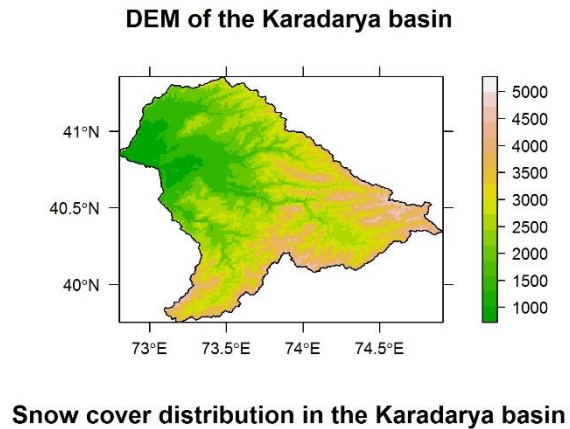 DEM of the Karadarya basin
41°N
40.5°N
40°N
73°E 73.5°E 74°E 74.5°E
5000
4500
4000
3500
3000
2500
2000
1500
1000
Snow cover distribution in the Karadarya basin